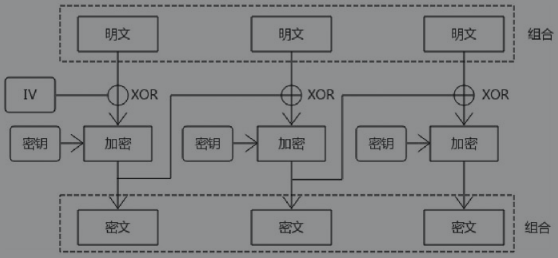 明文 明文 明文 组合
IV XOR XOR XOR
密钥 加密 密钥 加密 密钥 加密
密文 密文 密文 组合